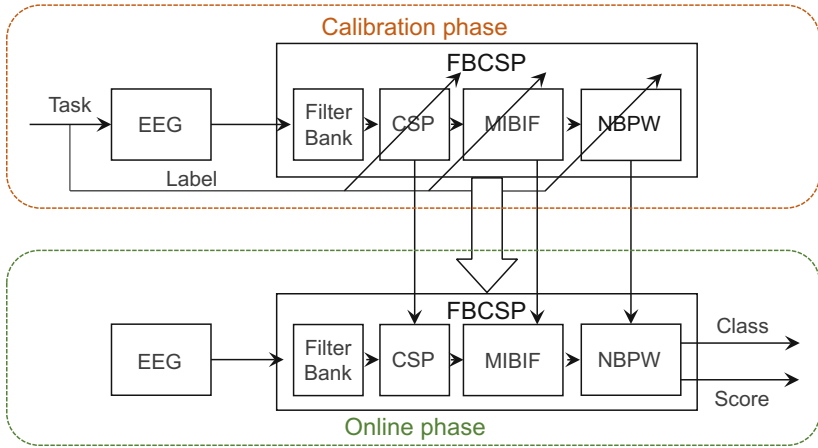 Calibration phase
FBCSP
Task
EEG
Filter
Bank
CSP
MIBIF
NBPW
Label
FBCSP
EEG
Filter
Bank
CSP
MIBIF
NBPW
Class
Score
Online phase